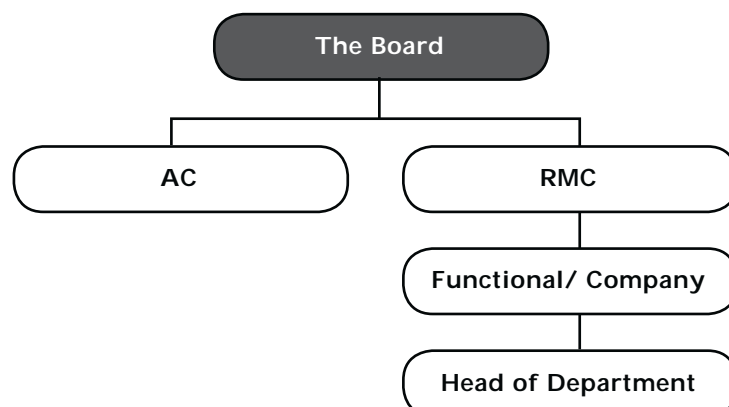 The Board
AC
RMC
Functional/ Company
Head of Department